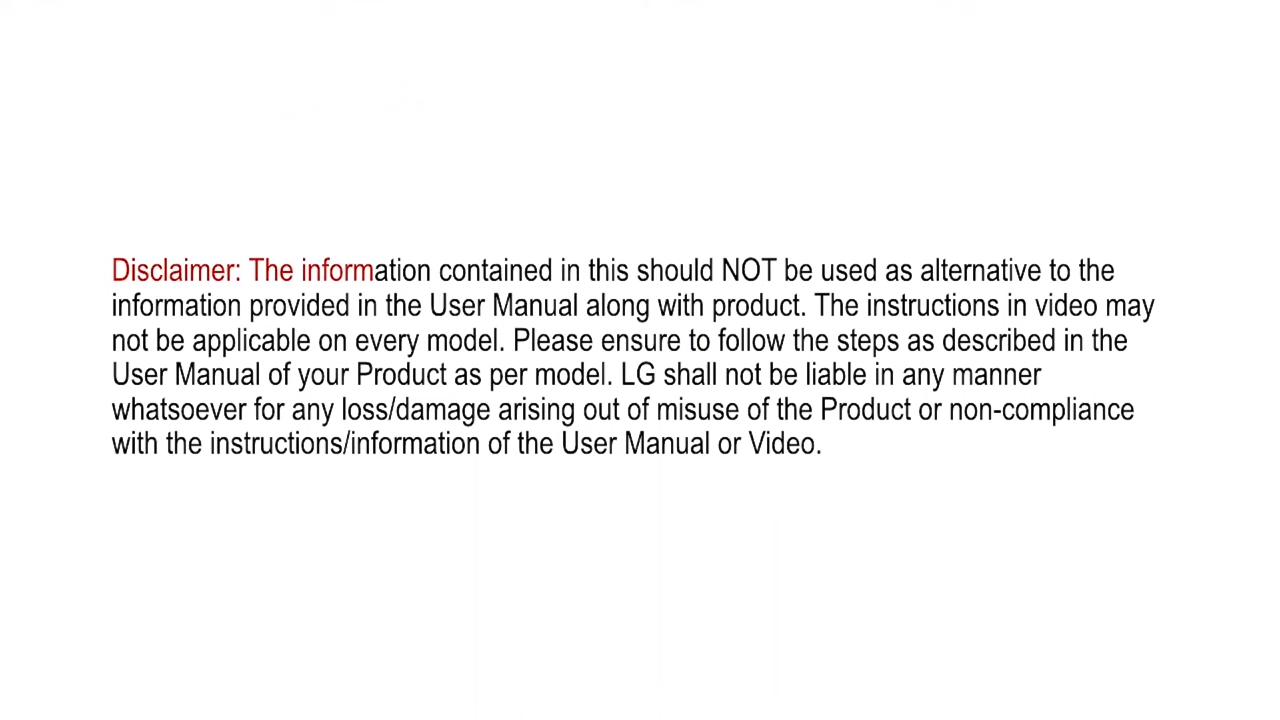 Disclaimer: The information contained in this should NOT be used as alternative to the
information provided in the User Manual along with product. The instructions in video may
not be applicable on every model. Please ensure to follow the steps as described in the
User Manual of your Product as per model. LG shall not be liable in any manner
whatsoever for any loss/damage arising out of misuse of the Product or non-compliance
with the instructions/information of the User Manual or Video.